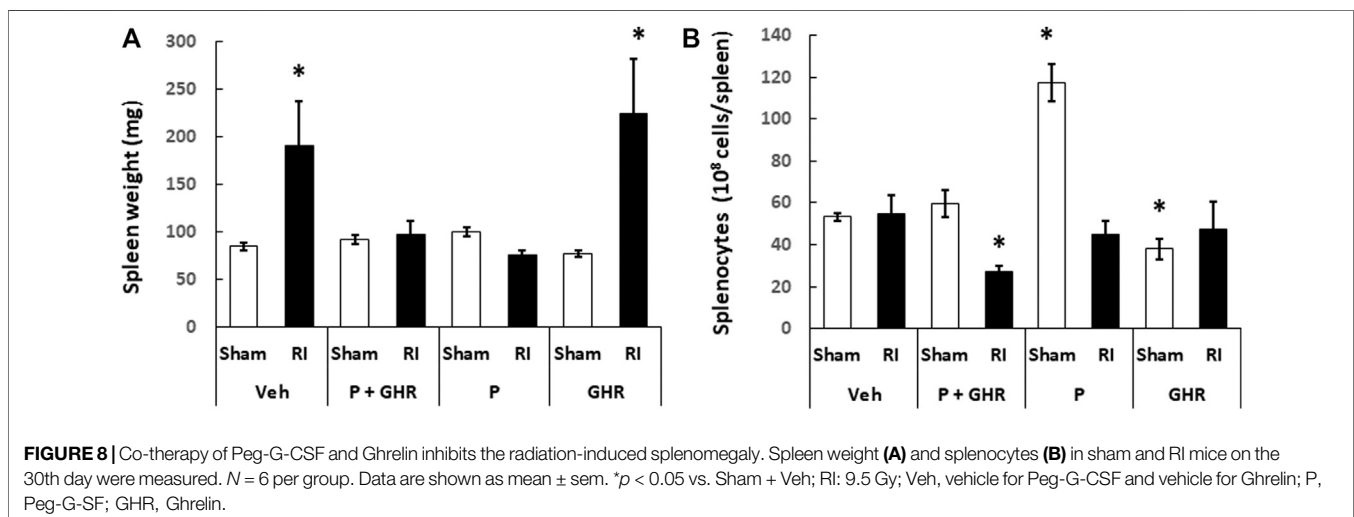 A
Spleen weight (mg)
300
250
200
150
100
50
0
*
*
Sham RI Sham RI Sham RI Sham RI
Veh P + GHR P GHR
B
Splenocytes (10⁸ cells/spleen)
140
120
100
80
60
40
20
0
*
*
*
Sham RI Sham RI Sham RI Sham RI
Veh P + GHR P GHR
FIGURE 8 | Co-therapy of Peg-G-CSF and Ghrelin inhibits the radiation-induced splenomegaly. Spleen weight (A) and splenocytes (B) in sham and RI mice on the
30th day were measured. N = 6 per group. Data are shown as mean ± sem. *p < 0.05 vs. Sham + Veh; RI: 9.5 Gy; Veh, vehicle for Peg-G-CSF and vehicle for Ghrelin; P,
Peg-G-SF; GHR, Ghrelin.